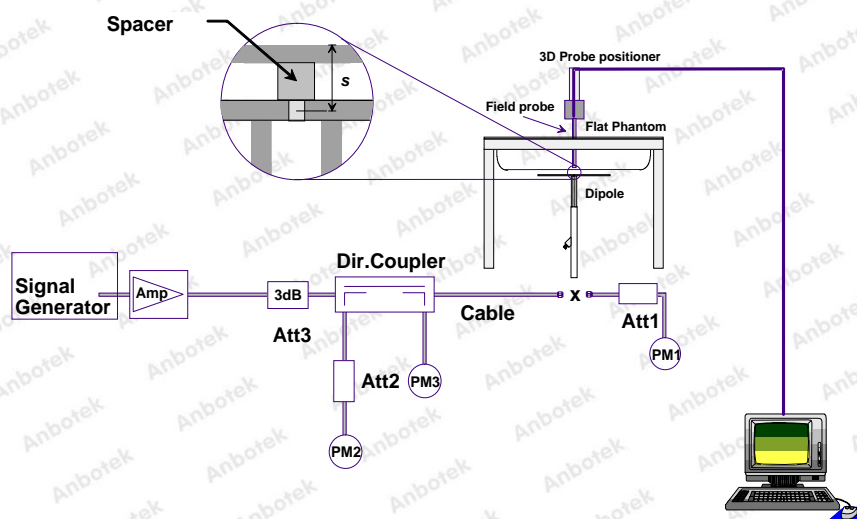 Spacer
s
3D Probe positioner
Field probe
Flat Phantom
Dipole
Dir.Coupler
Signal
Generator
Amp
3dB
Cable
x
Att3
Att1
PM1
Att2
PM3
PM2
Anbotek